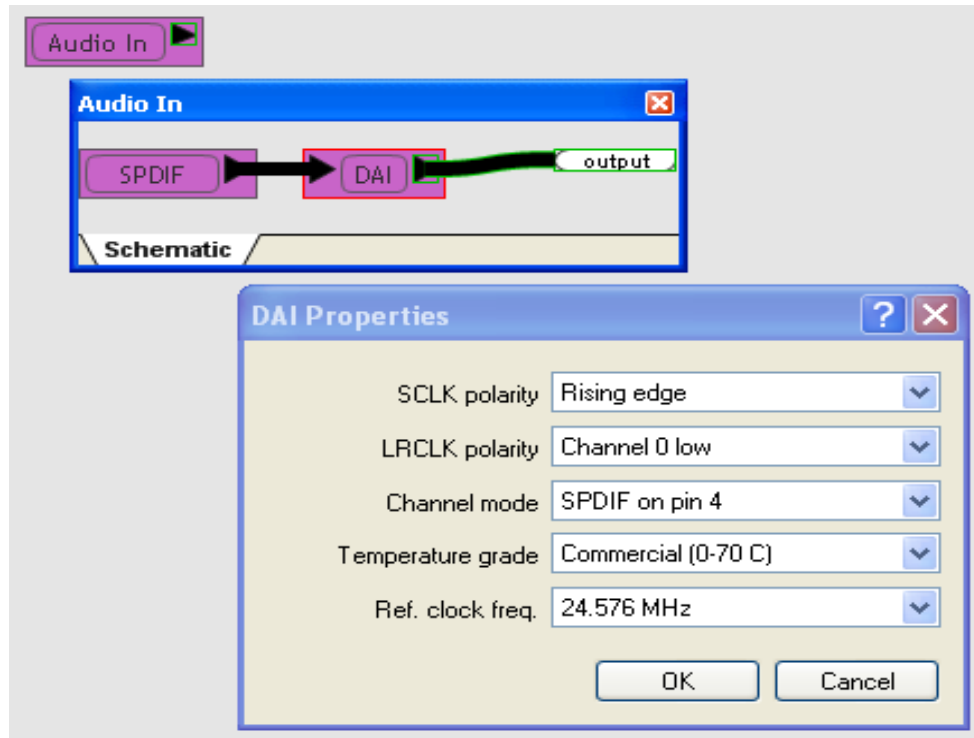 Audio In
Audio In
SPDIF DAI output
Schematic
DAI Properties
SCLK polarity Rising edge
LRCLK polarity Channel 0 low
Channel mode SPDIF on pin 4
Temperature grade Commercial (0-70 C)
Ref. clock freq. 24.576 MHz
OK Cancel